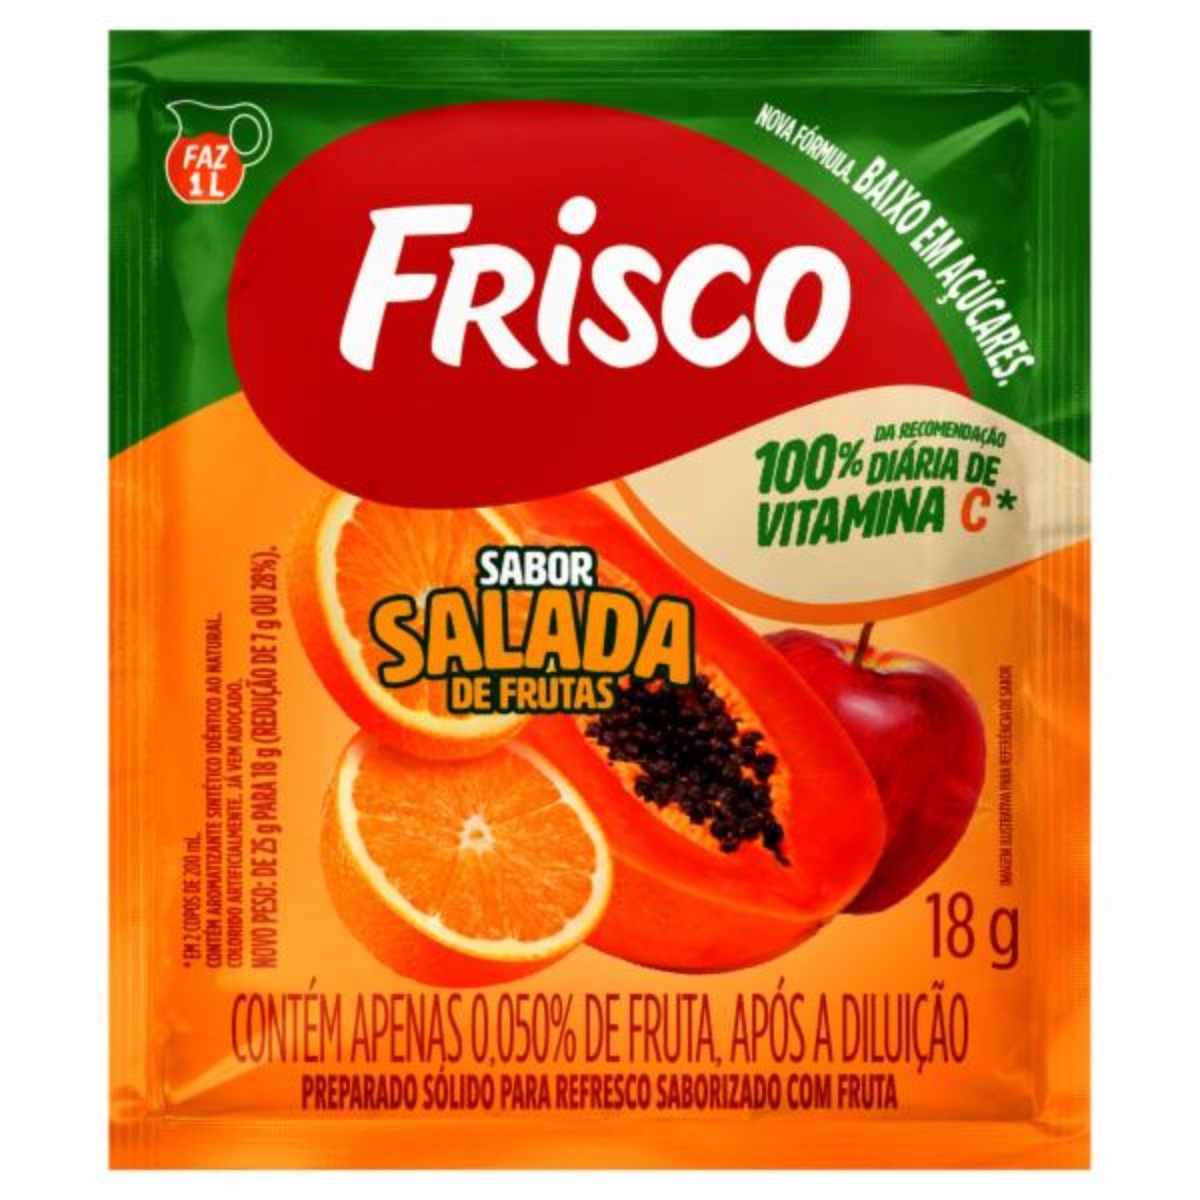 FAZ
1 L
FRISCO
NOVA FÓRMULA. BAIXO EM AÇÚCARES.
100% DA RECOMENDAÇÃO
DIÁRIA DE
VITAMINA C*
SABOR
SALADA
DE FRUTAS
* EM 2 COPOS DE 200 mL.
CONTÉM AROMATIZANTE SINTÉTICO IDÊNTICO AO NATURAL.
COLORIDO ARTIFICIALMENTE. JÁ VEM ADOÇADO.
NOVO PESO: DE 25 g PARA 18 g (REDUÇÃO DE 7 g OU 28%).
IMAGEM ILUSTRATIVA PARA REFERÊNCIA DE SABOR
18 g
CONTÉM APENAS 0,050% DE FRUTA, APÓS A DILUIÇÃO
PREPARADO SÓLIDO PARA REFRESCO SABORIZADO COM FRUTA